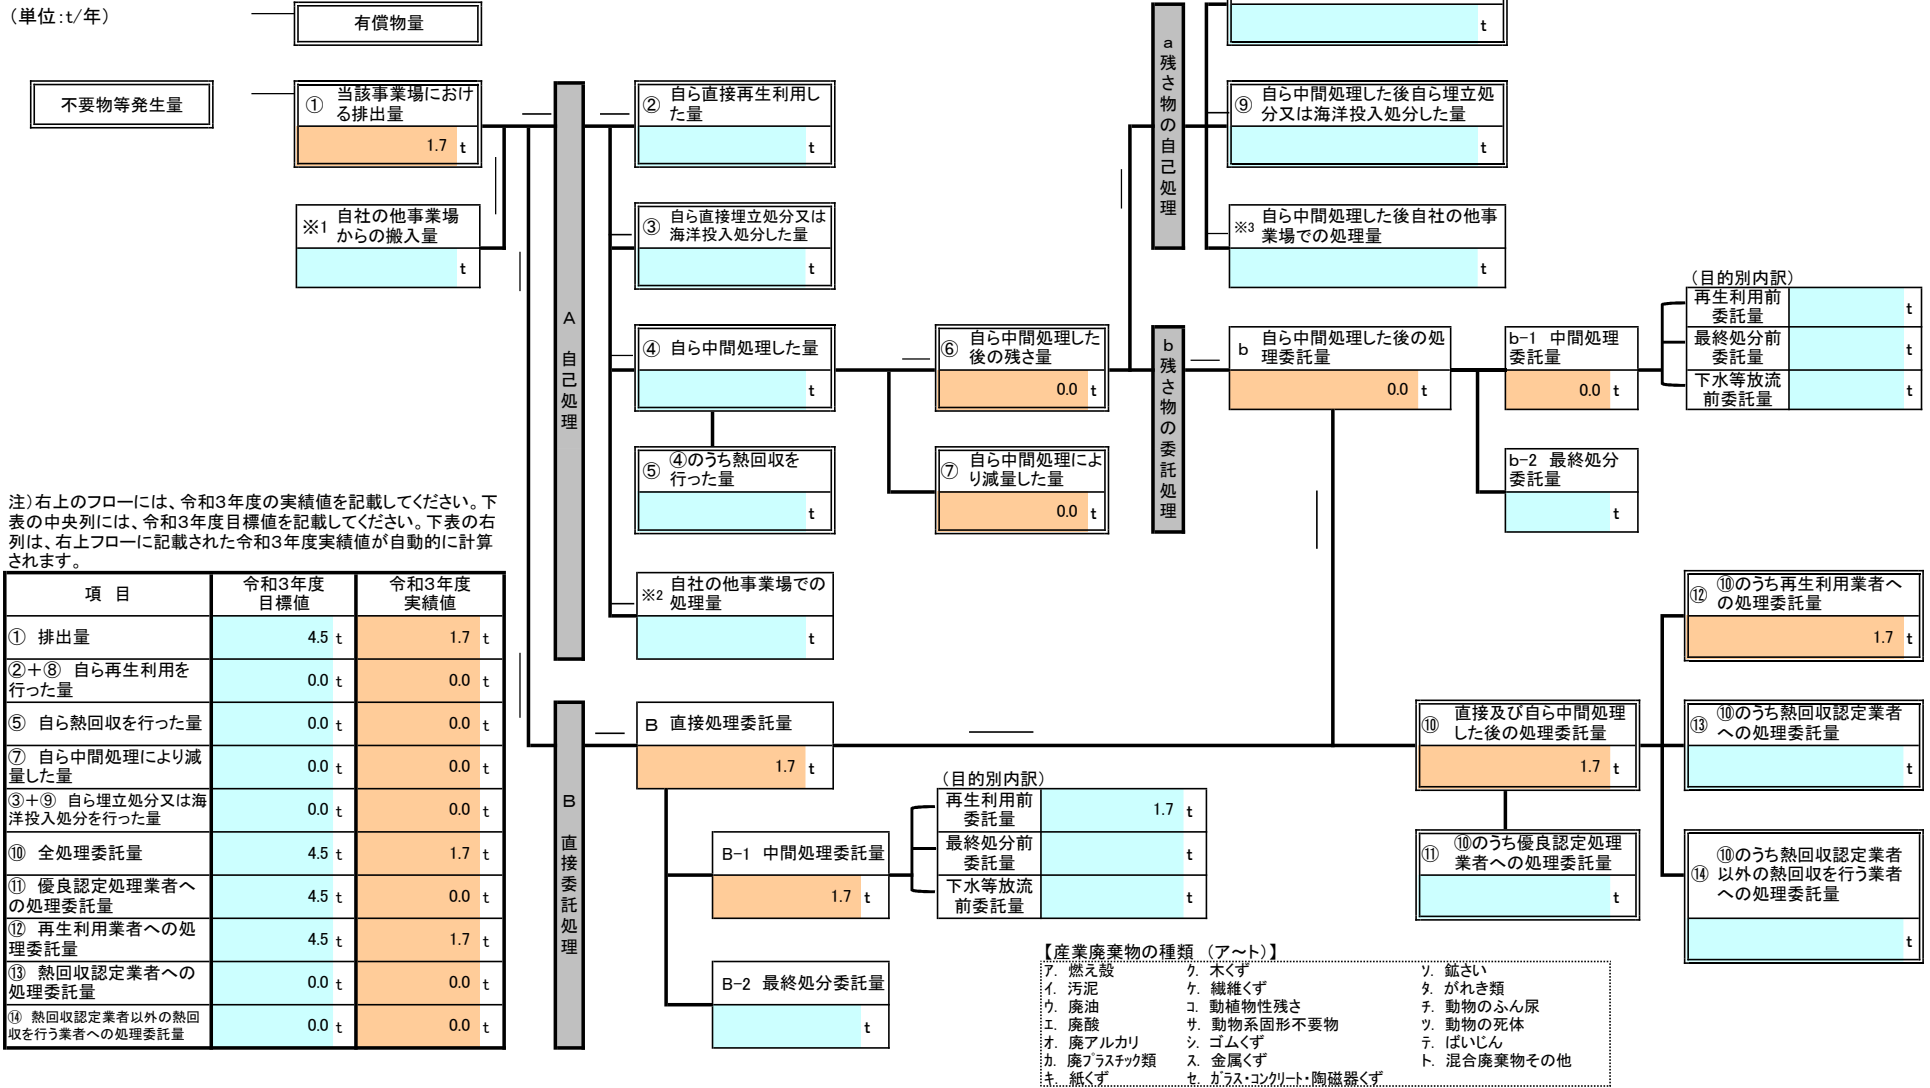 （単位：t/年）
有償物量
t
不要物等発生量
① 当該事業場におけ
る排出量
1.7 t
※1 自社の他事業場
からの搬入量
t
A 自己処理
② 自ら直接再生利用し
た量
t
③ 自ら直接埋立処分又は
海洋投入処分した量
t
④ 自ら中間処理した量
t
⑤ ④のうち熱回収を
行った量
t
※2 自社の他事業場での
処理量
t
⑥ 自ら中間処理した
後の残さ量
0.0 t
⑦ 自ら中間処理によ
り減量した量
0.0 t
a 残さ物の自己処理
⑨ 自ら中間処理した後自ら埋立処
分又は海洋投入処分した量
t
※3 自ら中間処理した後自社の他事
業場での処理量
t
b 残さ物の委託処理
b 自ら中間処理した後の処
理委託量
0.0 t
b-1 中間処理
委託量
0.0 t
（目的別内訳）
再生利用前
委託量
t
最終処分前
委託量
t
下水等放流
前委託量
t
b-2 最終処分
委託量
t
注）右上のフローには、令和3年度の実績値を記載してください。下
表の中央列には、令和3年度目標値を記載してください。下表の右
列は、右上フローに記載された令和3年度実績値が自動的に計算
されます。
項 目 令和3年度
目標値 令和3年度
実績値
① 排出量 4.5 t 1.7 t
②＋⑧ 自ら再生利用を
行った量 0.0 t 0.0 t
⑤ 自ら熱回収を行った量 0.0 t 0.0 t
⑦ 自ら中間処理により減
量した量 0.0 t 0.0 t
③＋⑨ 自ら埋立処分又は海
洋投入処分を行った量 0.0 t 0.0 t
⑩ 全処理委託量 4.5 t 1.7 t
⑪ 優良認定処理業者へ
の処理委託量 4.5 t 0.0 t
⑫ 再生利用業者への処
理委託量 4.5 t 1.7 t
⑬ 熱回収認定業者への
処理委託量 0.0 t 0.0 t
⑭ 熱回収認定業者以外の熱回
収を行う業者への処理委託量 0.0 t 0.0 t
B 直接委託処理
B 直接処理委託量
1.7 t
B-1 中間処理委託量
1.7 t
（目的別内訳）
再生利用前
委託量
1.7 t
最終処分前
委託量
t
下水等放流
前委託量
t
B-2 最終処分委託量
t
⑩ 直接及び自ら中間処理
した後の処理委託量
1.7 t
⑪ ⑩のうち優良認定処理
業者への処理委託量
t
⑫ ⑩のうち再生利用業者へ
の処理委託量
1.7 t
⑬ ⑩のうち熱回収認定業者
への処理委託量
t
⑭ ⑩のうち熱回収認定業者
以外の熱回収を行う業者
への処理委託量
t
【産業廃棄物の種類 （ア～ト）】
ア. 燃え殻 ク. 木くず ソ. 鉱さい
イ. 汚泥 ケ. 繊維くず タ. がれき類
ウ. 廃油 コ. 動植物性残さ チ. 動物のふん尿
エ. 廃酸 サ. 動物系固形不要物 ツ. 動物の死体
オ. 廃アルカリ シ. ゴムくず テ. ばいじん
カ. 廃プラスチック類 ス. 金属くず ト. 混合廃棄物その他
キ. 紙くず セ. ガラス・コンクリート・陶磁器くず